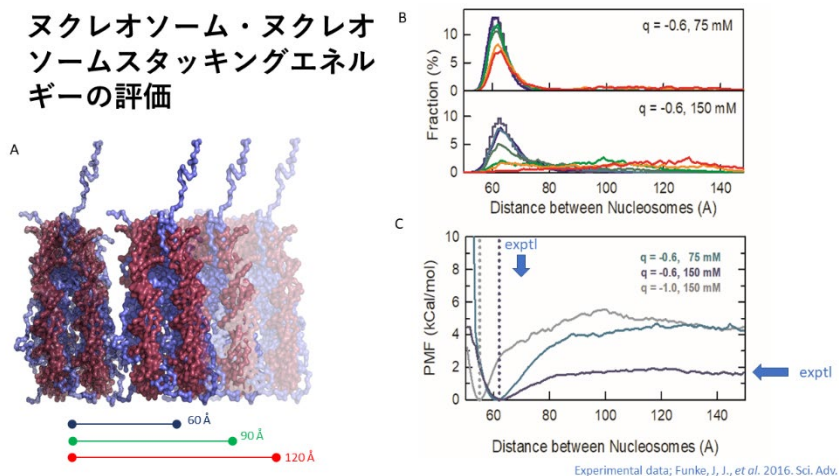 ヌクレオソーム・ヌクレオ
ソームスタッキングエネル
ギーの評価
A
60 Å
90 Å
120 Å
B
q = -0.6, 75 mM
q = -0.6, 150 mM
Fraction (%)
10
5
0
10
5
0
60 80 100 120 140
Distance between Nucleosomes (A)
C
exptl
q = -0.6, 75 mM
q = -0.6, 150 mM
q = -1.0, 150 mM
PMF (kCal/mol)
10
8
6
4
2
0
exptl
60 80 100 120 140
Distance between Nucleosomes (A)
Experimental data; Funke, J, J., et al. 2016. Sci. Adv.